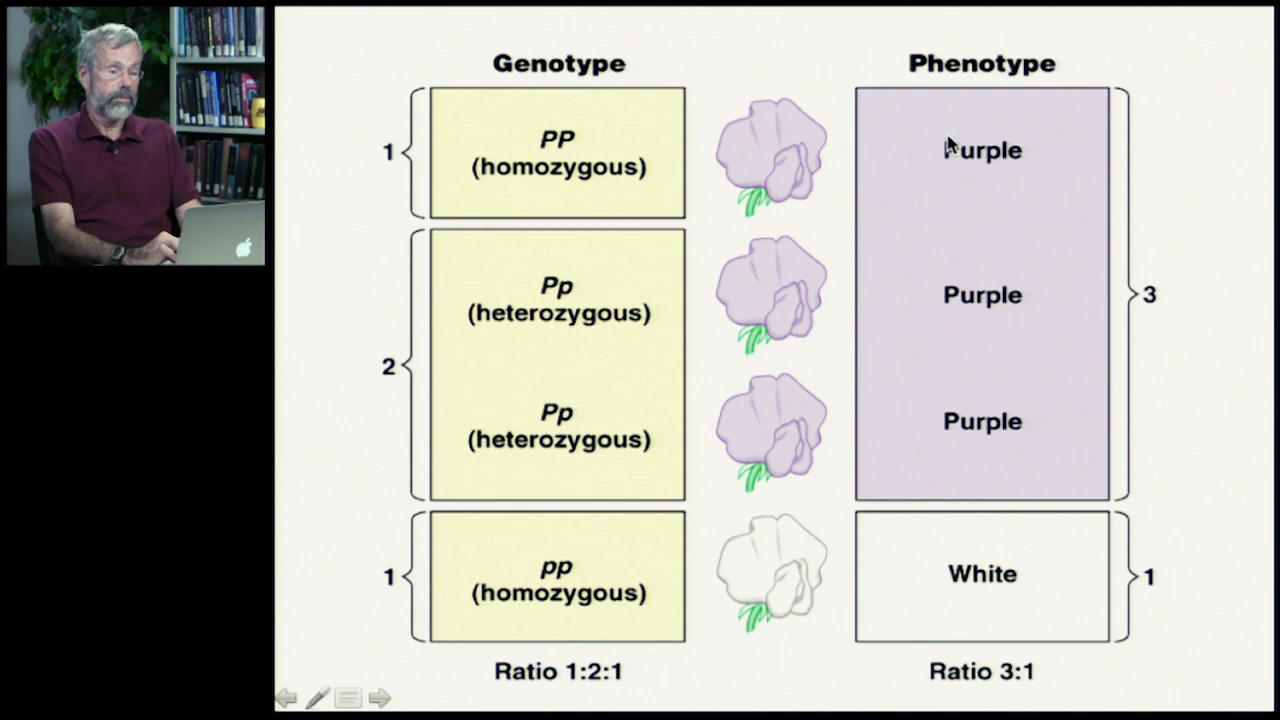 Genotype
Phenotype
1
PP
(homozygous)
Purple
2
Pp
(heterozygous)
Purple
3
Pp
(heterozygous)
Purple
1
pp
(homozygous)
White
1
Ratio 1:2:1
Ratio 3:1